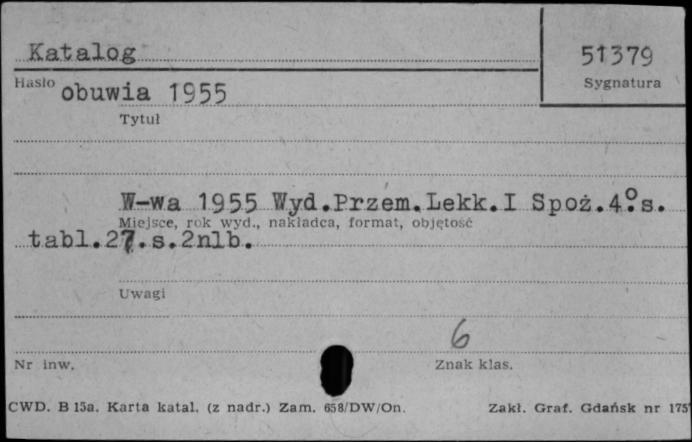 Katalog
51379
Hasło
Sygnatura
obuwia 1955
Tytuł
W-wa 1955 Wyd.Przem.Lekk.I Spoż.4º.s.
Miejsce, rok wyd., nakładca, format, objętość
tabl.27.s.2nlb.
Uwagi
6
Nr inw.
Znak klas.
CWD. B 15a. Karta katal. (z nadr.) Zam. 658/DW/On.
Zakł. Graf. Gdańsk nr 175